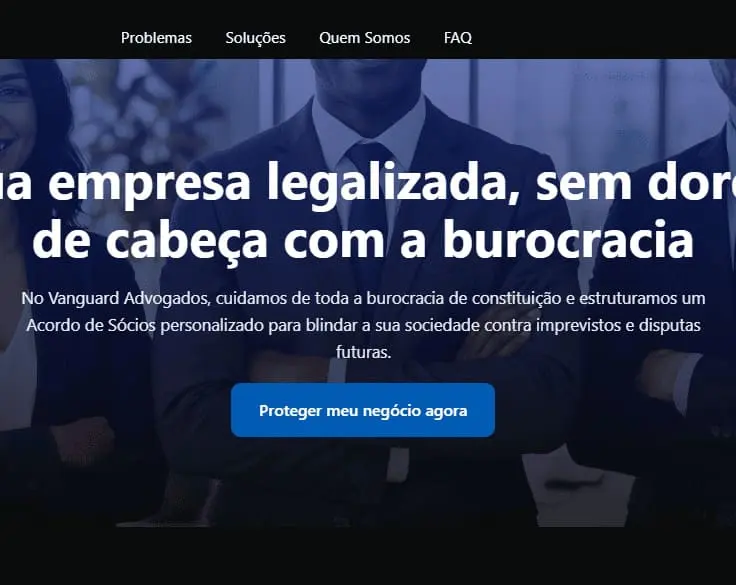 Problemas Soluções Quem Somos FAQ
empresa legalizada, sem
de cabeça com a burocracia
No Vanguard Advogados, cuidamos de toda a burocracia de constituição e estruturamos um
Acordo de Sócios personalizado para blindar a sua sociedade contra imprevistos e disputas
futuras.
Proteger meu negócio agora